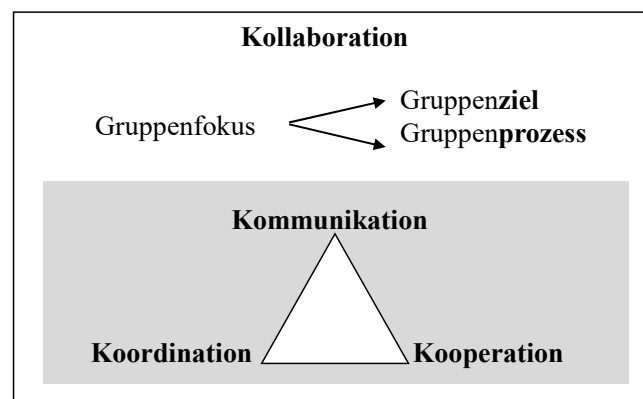 Kollaboration
Gruppenfokus
Gruppenziel
Gruppenprozess
Kommunikation
Koordination
Kooperation